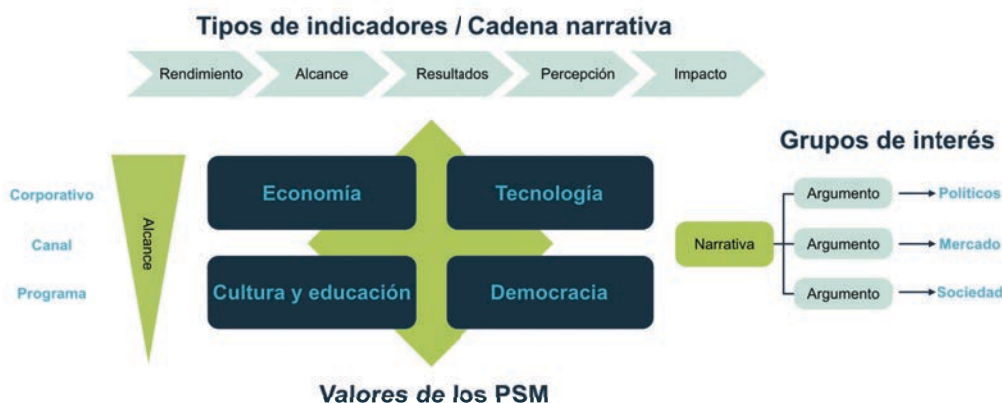 Tipos de indicadores / Cadena narrativa
Rendimiento
Alcance
Resultados
Percepción
Impacto
Corporativo
Canal
Programa
Alcance
Economía
Tecnología
Cultura y educación
Democracia
Valores de los PSM
Grupos de interés
Narrativa
Argumento
Políticos
Argumento
Mercado
Argumento
Sociedad